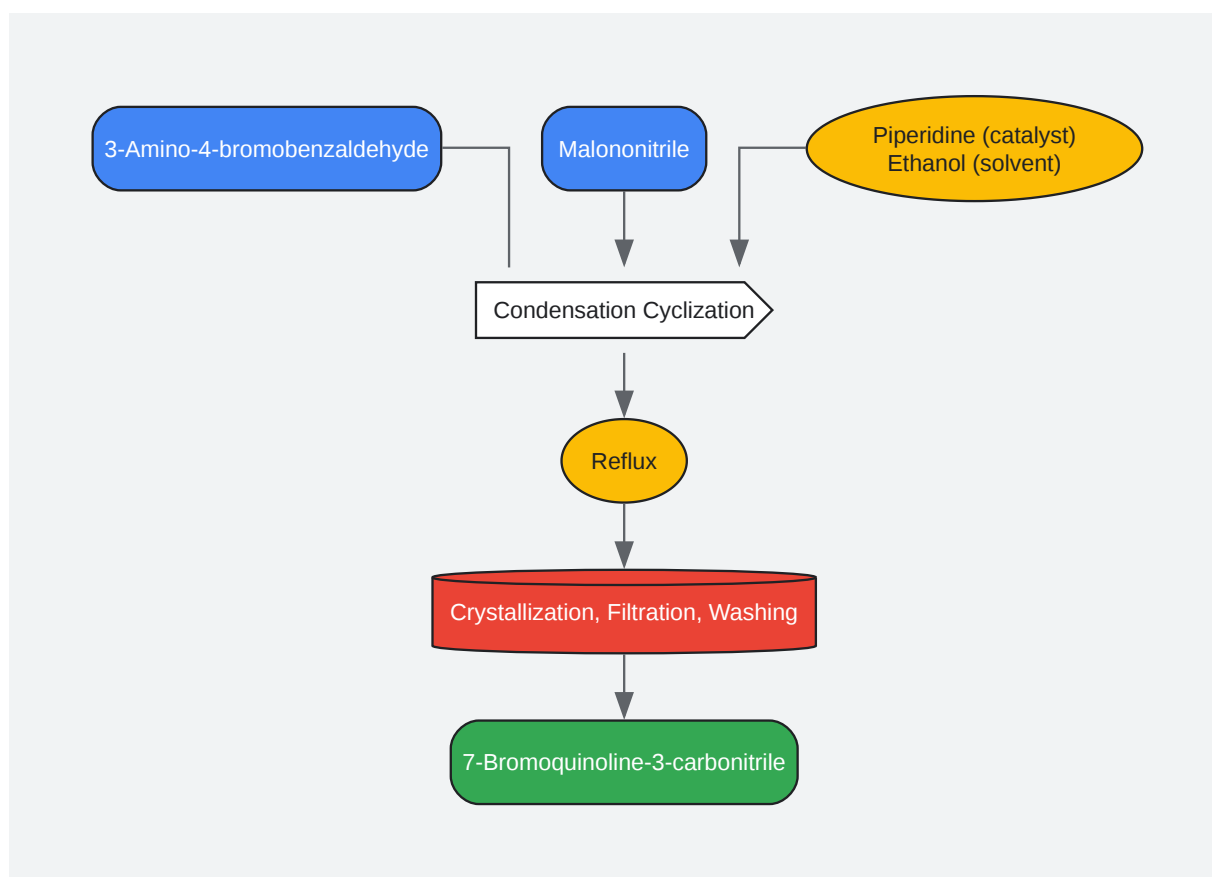 3-Amino-4-bromobenzaldehyde
Malononitrile
Piperidine (catalyst)
Ethanol (solvent)
Condensation Cyclization
Reflux
Crystallization, Filtration, Washing
7-Bromoquinoline-3-carbonitrile